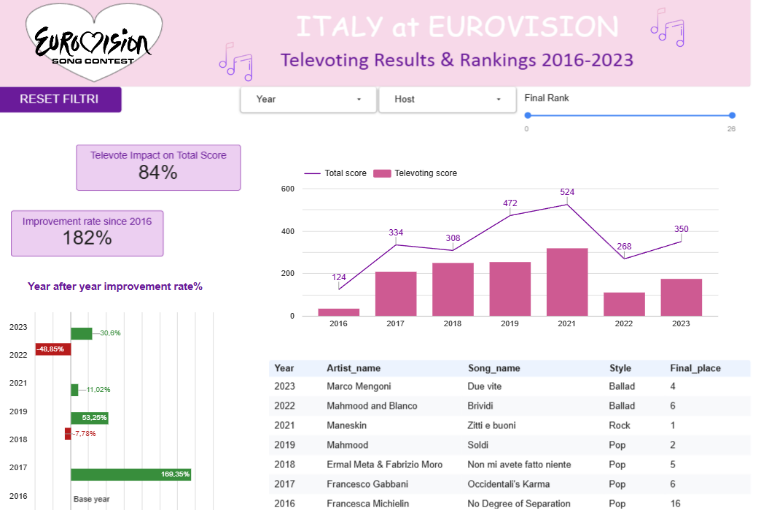 EUROVISION
SONG CONTEST
ITALY at EUROVISION
Televoting Results & Rankings 2016-2023
RESET FILTRI
Year
Host
Final Rank
0
26
Televote Impact on Total Score
84%
Improvement rate since 2016
182%
Total score
Televoting score
600
400
200
0
124
334
308
472
524
268
350
2016
2017
2018
2019
2021
2022
2023
Year after year improvement rate%
2023
30,6%
2022
-48,85%
2021
11,02%
2019
53,25%
2018
-7,78%
2017
169,35%
2016
Base year
Year Artist_name Song_name Style Final_place
2023 Marco Mengoni Due vite Ballad 4
2022 Mahmood and Blanco Brividi Ballad 6
2021 Maneskin Zitti e buoni Rock 1
2019 Mahmood Soldi Pop 2
2018 Ermal Meta & Fabrizio Moro Non mi avete fatto niente Pop 5
2017 Francesco Gabbani Occidentali's Karma Pop 6
2016 Francesca Michielin No Degree of Separation Pop 16